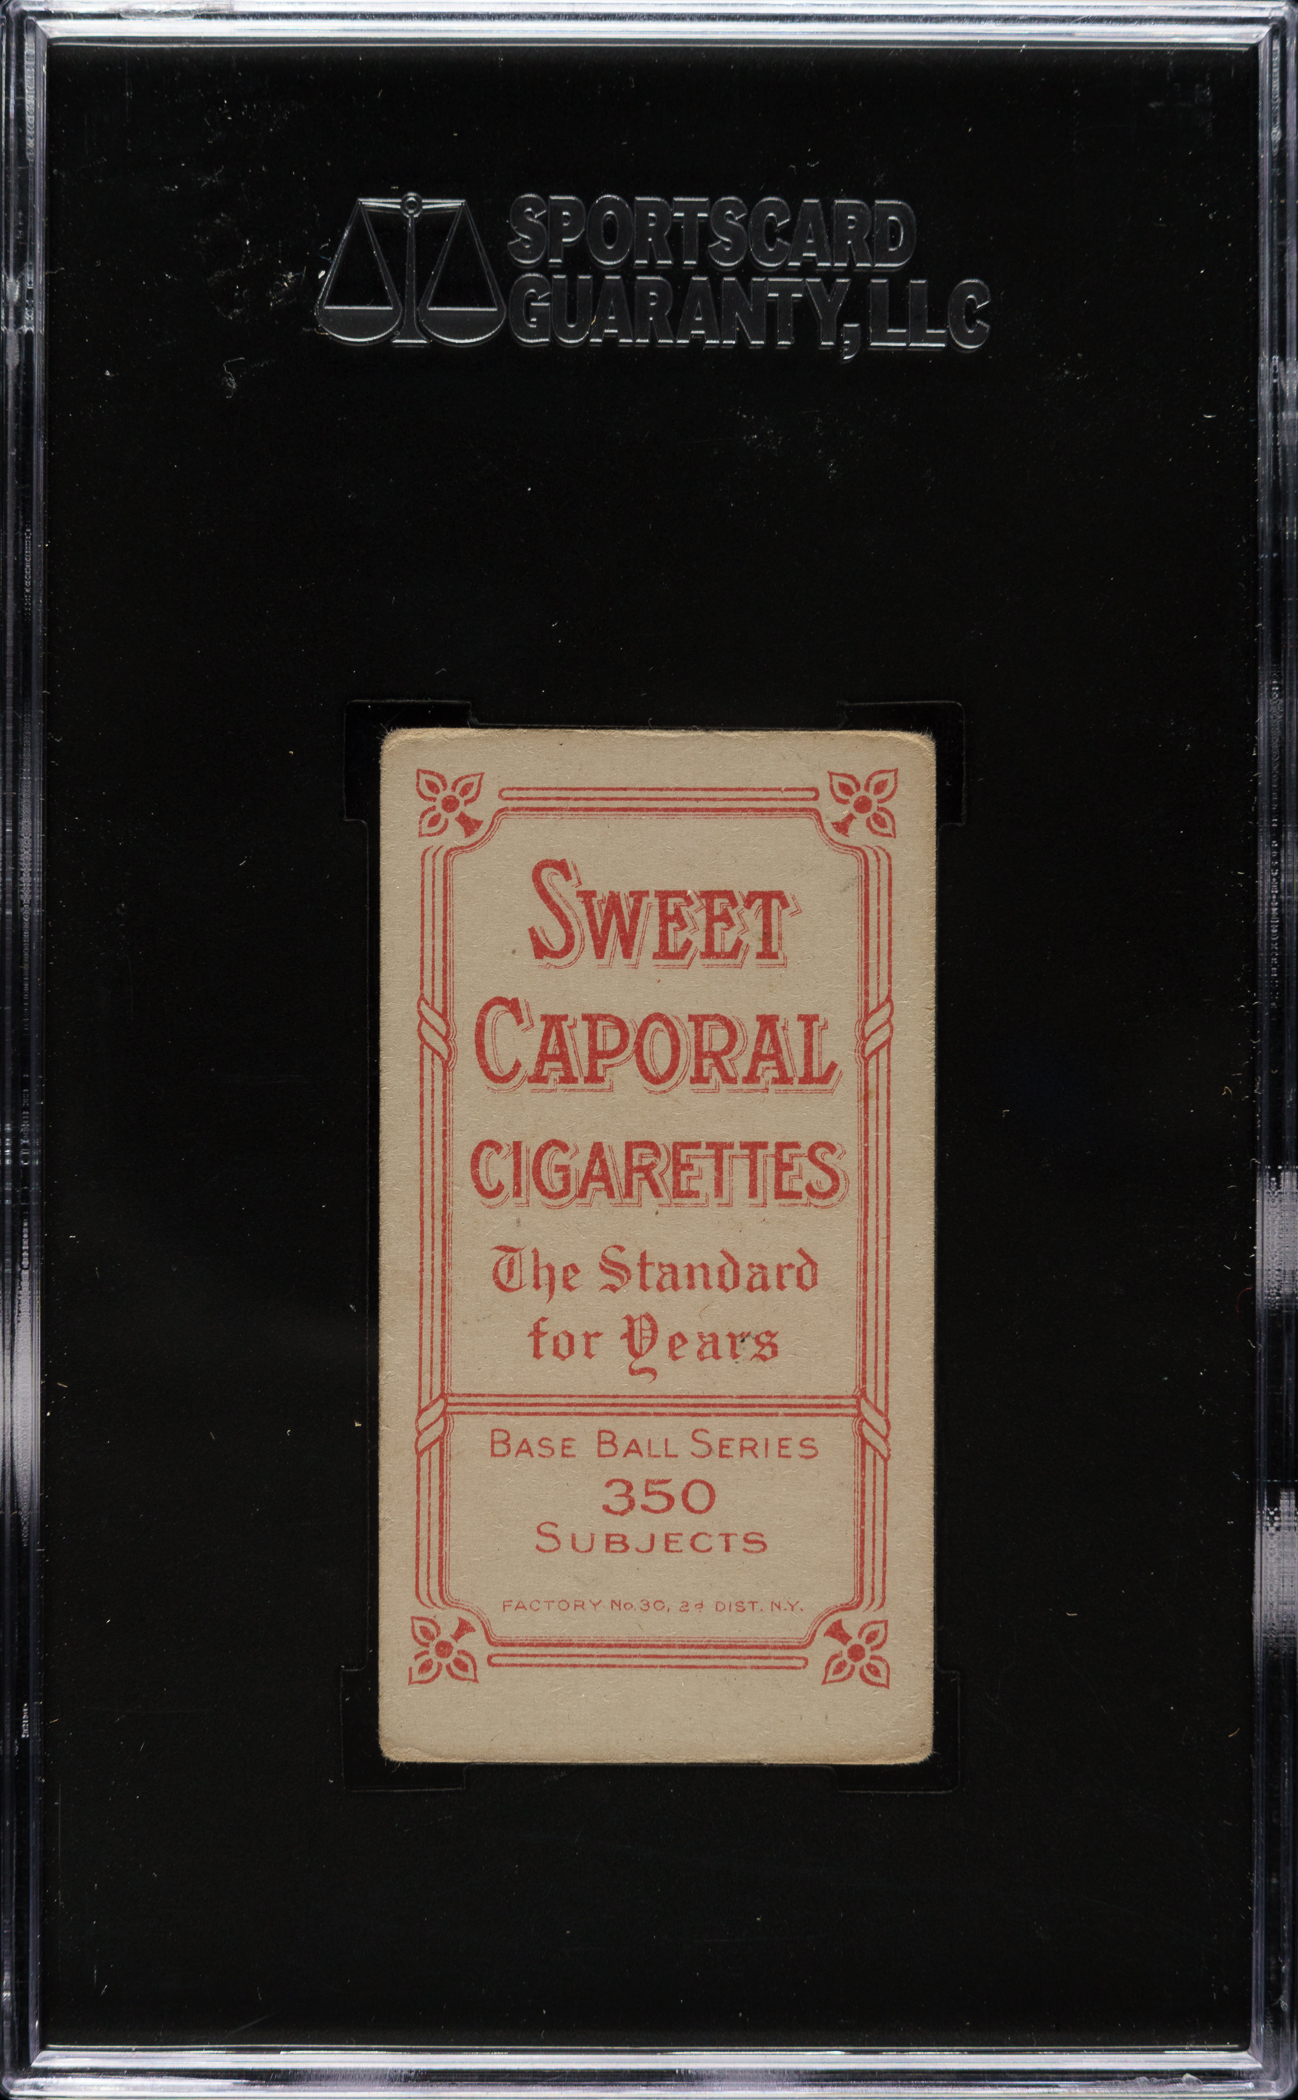 SPORTSCARD
GUARANTY, LLC
SWEET
CAPORAL
CIGARETTES
The Standard
for Years
BASE BALL SERIES
350
SUBJECTS
FACTORY No. 30, 2d DIST. N.Y.